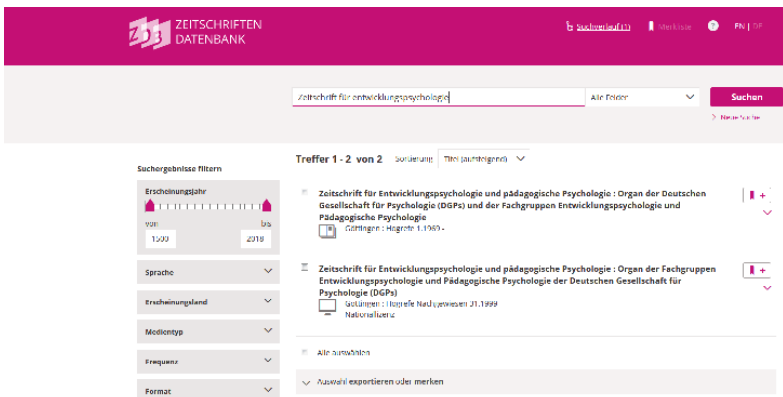 ZEITSCHRIFTEN
DATENBANK
ZDB
Suchverlauf (1)
Merkliste
?
EN | DE
Zeitschrift für entwicklungspsychologie
Alle Felder
Suchen
Neue Suche
Suchergebnisse filtern
Treffer 1 - 2 von 2
Sortierung
Titel (aufsteigend)
Erscheinungsjahr
von
bis
1500
2018
Sprache
Erscheinungsland
Medientyp
Frequenz
Format
Zeitschrift für Entwicklungspsychologie und pädagogische Psychologie : Organ der Deutschen
Gesellschaft für Psychologie (DGPs) und der Fachgruppen Entwicklungspsychologie und
Pädagogische Psychologie
Göttingen : Hogrefe 1.1969 -
Zeitschrift für Entwicklungspsychologie und pädagogische Psychologie : Organ der Fachgruppen
Entwicklungspsychologie und Pädagogische Psychologie der Deutschen Gesellschaft für
Psychologie (DGPs)
Göttingen : Hogrefe Nachgewiesen 31.1999
Nationallizenz
Alle auswählen
Auswahl exportieren oder merken